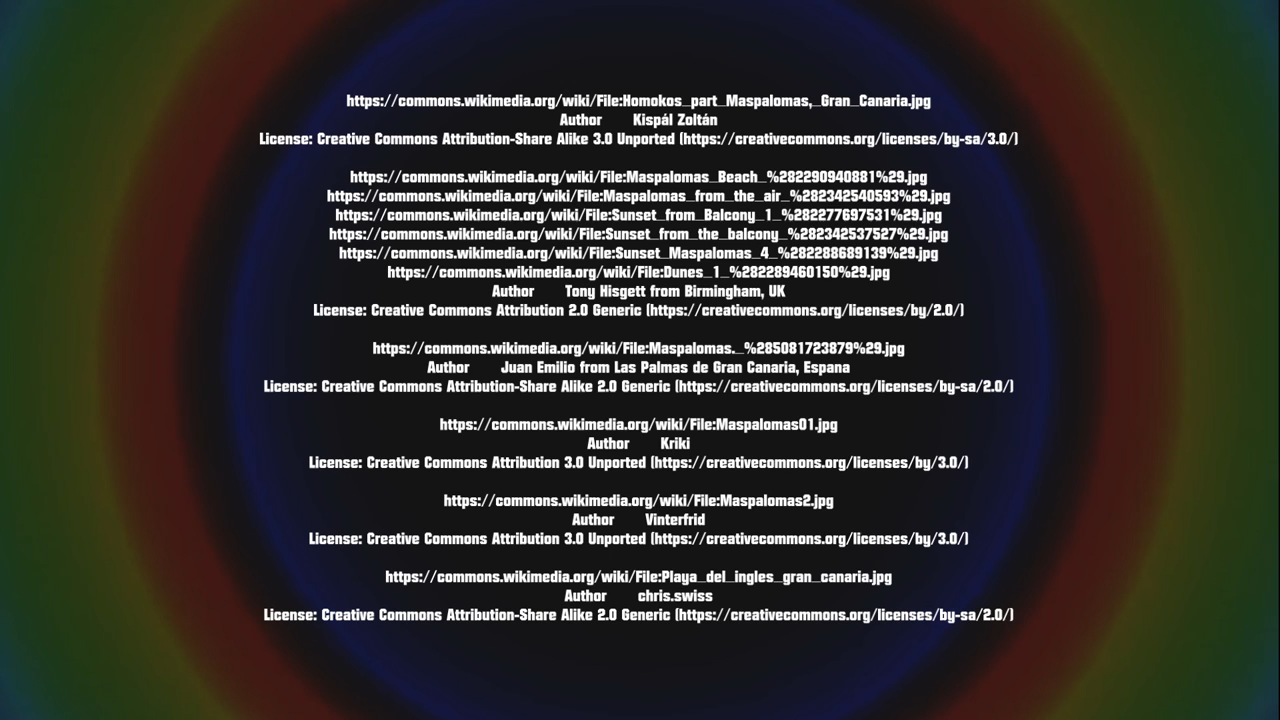 https://commons.wikimedia.org/wiki/File:Homokos_part_Maspalomas,_Gran_Canaria.jpg
Author Kispál Zoltán
License: Creative Commons Attribution-Share Alike 3.0 Unported (https://creativecommons.org/licenses/by-sa/3.0/)
https://commons.wikimedia.org/wiki/File:Maspalomas_Beach_%282290940881%29.jpg
https://commons.wikimedia.org/wiki/File:Maspalomas_from_the_air_%282342540593%29.jpg
https://commons.wikimedia.org/wiki/File:Sunset_from_Balcony_1_%282277697531%29.jpg
https://commons.wikimedia.org/wiki/File:Sunset_from_the_balcony_%282342537527%29.jpg
https://commons.wikimedia.org/wiki/File:Sunset_Maspalomas_4_%282288689139%29.jpg
https://commons.wikimedia.org/wiki/File:Dunes_1_%282289460150%29.jpg
Author Tony Hisgett from Birmingham, UK
License: Creative Commons Attribution 2.0 Generic (https://creativecommons.org/licenses/by/2.0/)
https://commons.wikimedia.org/wiki/File:Maspalomas._%285081723879%29.jpg
Author Juan Emilio from Las Palmas de Gran Canaria, Espana
License: Creative Commons Attribution-Share Alike 2.0 Generic (https://creativecommons.org/licenses/by-sa/2.0/)
https://commons.wikimedia.org/wiki/File:Maspalomas01.jpg
Author Kriki
License: Creative Commons Attribution 3.0 Unported (https://creativecommons.org/licenses/by/3.0/)
https://commons.wikimedia.org/wiki/File:Maspalomas2.jpg
Author Vinterfrid
License: Creative Commons Attribution 3.0 Unported (https://creativecommons.org/licenses/by/3.0/)
https://commons.wikimedia.org/wiki/File:Playa_del_ingles_gran_canaria.jpg
Author chris.swiss
License: Creative Commons Attribution-Share Alike 2.0 Generic (https://creativecommons.org/licenses/by-sa/2.0/)